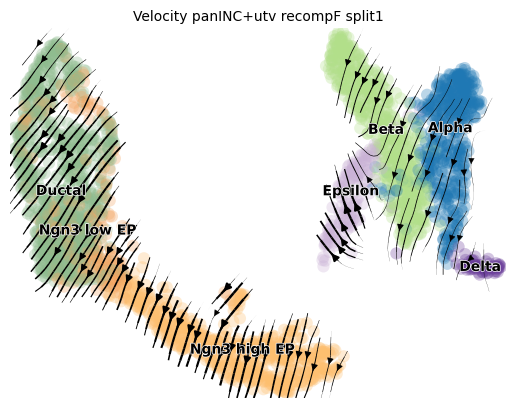 Velocity panINC+utv recompF split1
Beta
Alpha
Ductal
Epsilon
Ngn3 low EP
Delta
Ngn3 high EP